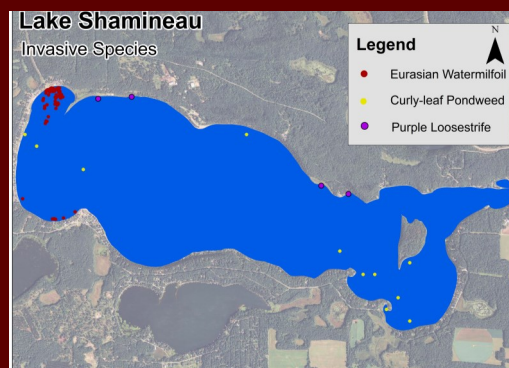 Lake Shamineau
Invasive Species
N
Legend
Eurasian Watermilfoil
Curly-leaf Pondweed
Purple Loosestrife